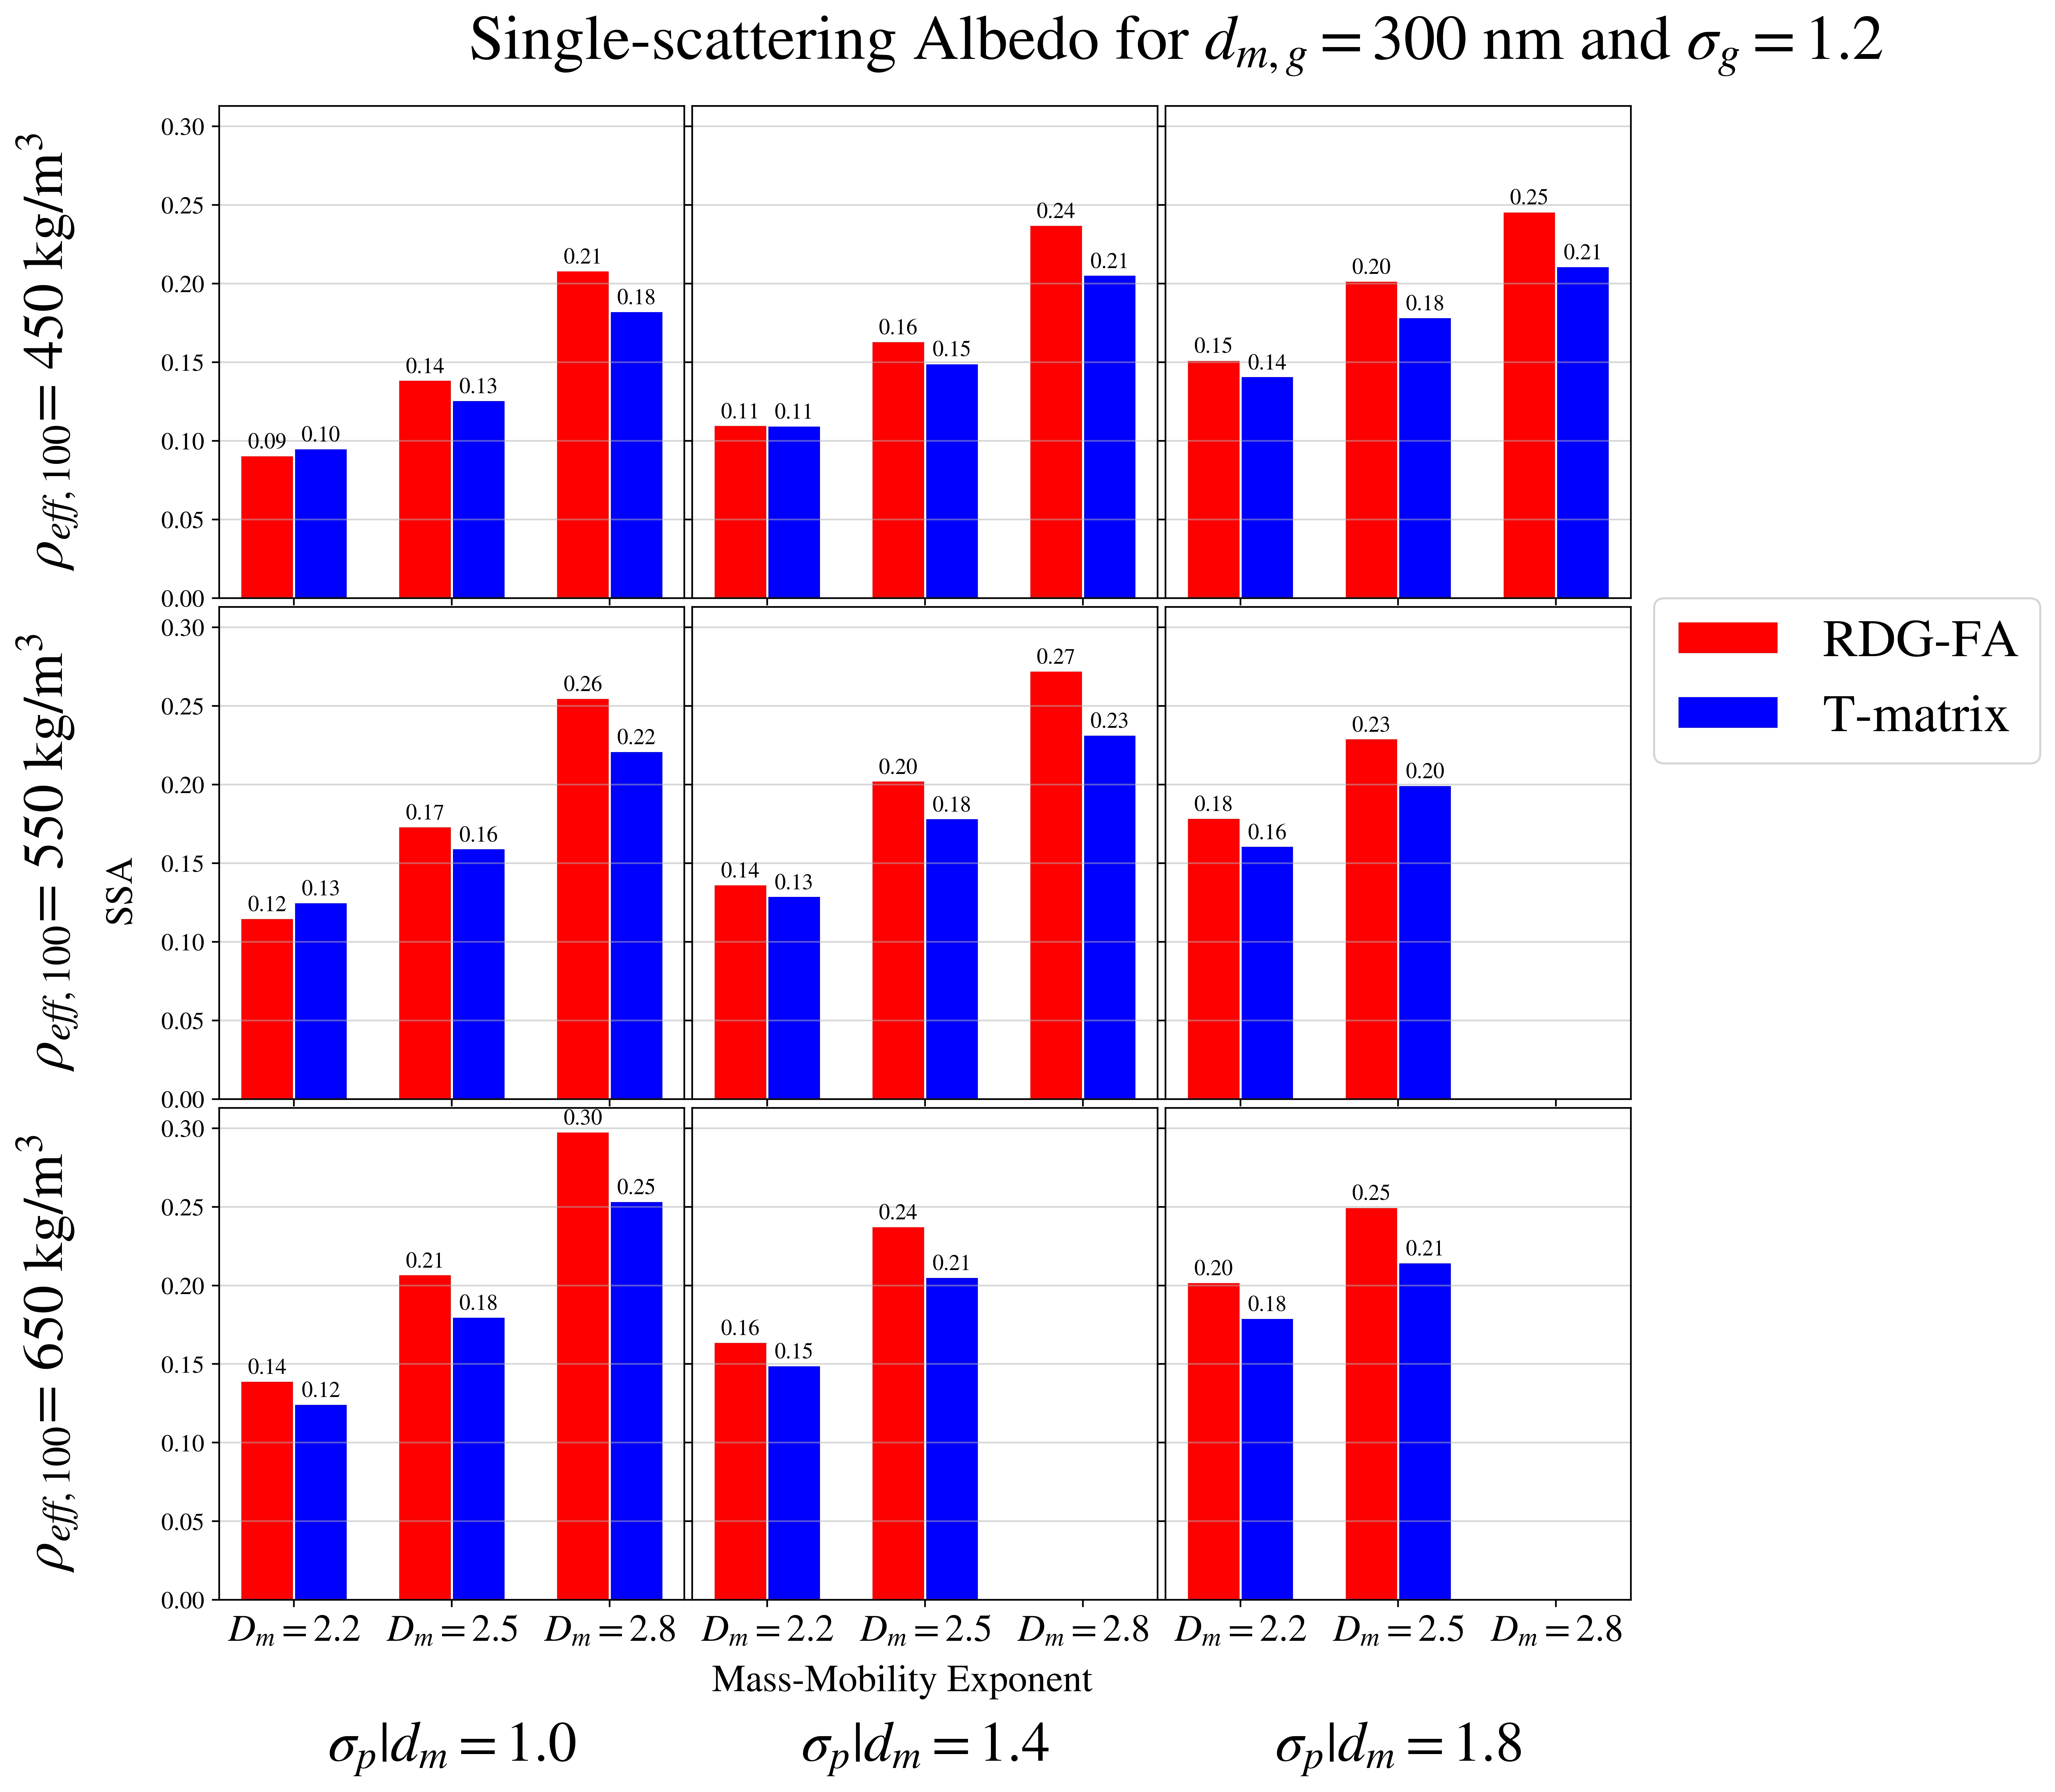 Single-scattering Albedo for d_{m,g} = 300 nm and σ_g = 1.2
ρ_{eff,100} = 450 kg/m³
0.30
0.25
0.20
0.15
0.10
0.05
0.00
0.09 0.10 0.14 0.13 0.21 0.18
0.11 0.11 0.16 0.15 0.24 0.21
0.15 0.14 0.20 0.18 0.25 0.21
RDG-FA
T-matrix
ρ_{eff,100} = 550 kg/m³
SSA
0.30
0.25
0.20
0.15
0.10
0.05
0.00
0.12 0.13 0.17 0.16 0.26 0.22
0.14 0.13 0.20 0.18 0.27 0.23
0.18 0.16 0.23 0.20
ρ_{eff,100} = 650 kg/m³
0.30
0.25
0.20
0.15
0.10
0.05
0.00
0.14 0.12 0.21 0.18 0.30 0.25
0.16 0.15 0.24 0.21
0.20 0.18 0.25 0.21
D_m = 2.2 D_m = 2.5 D_m = 2.8 D_m = 2.2 D_m = 2.5 D_m = 2.8 D_m = 2.2 D_m = 2.5 D_m = 2.8
Mass-Mobility Exponent
σ_p|d_m = 1.0 σ_p|d_m = 1.4 σ_p|d_m = 1.8